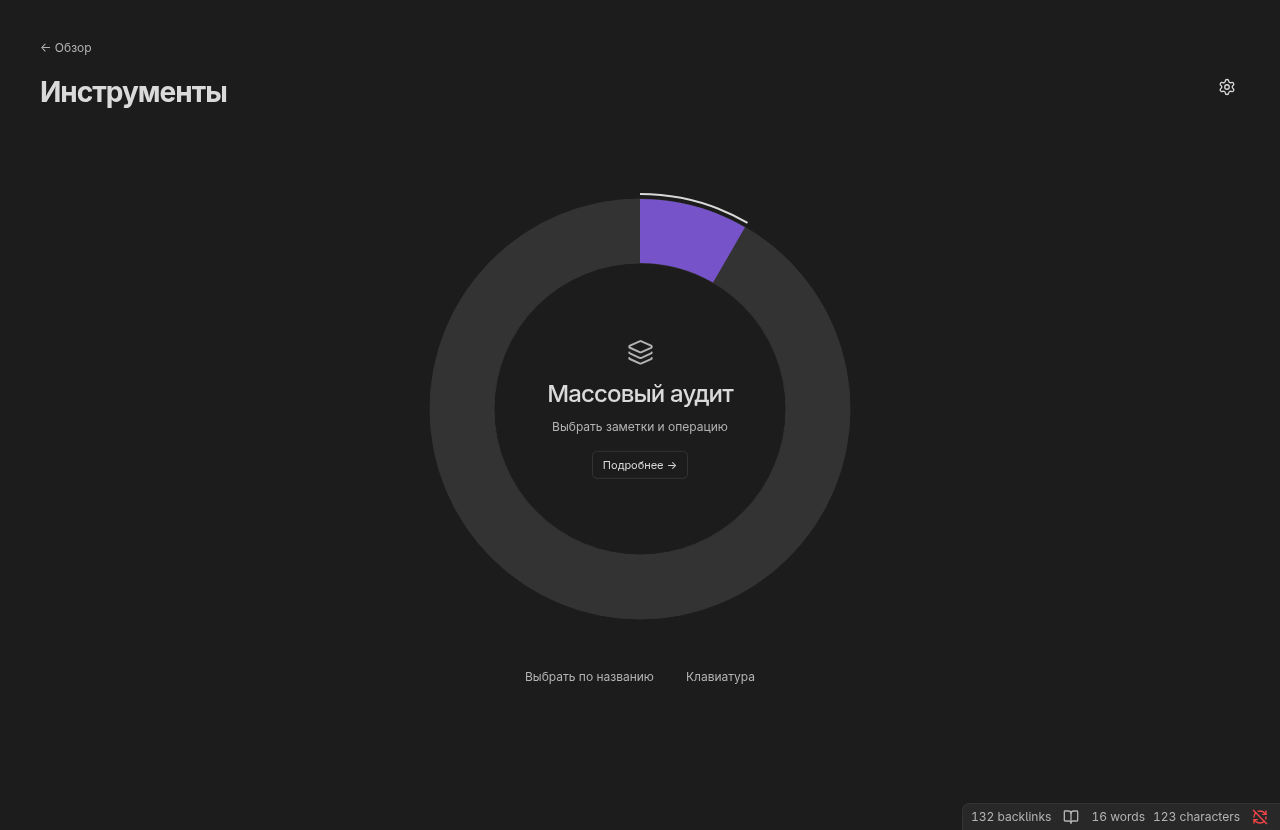 ← Обзор
Инструменты
Массовый аудит
Выбрать заметки и операцию
Подробнее →
Выбрать по названию Клавиатура
132 backlinks 16 words 123 characters